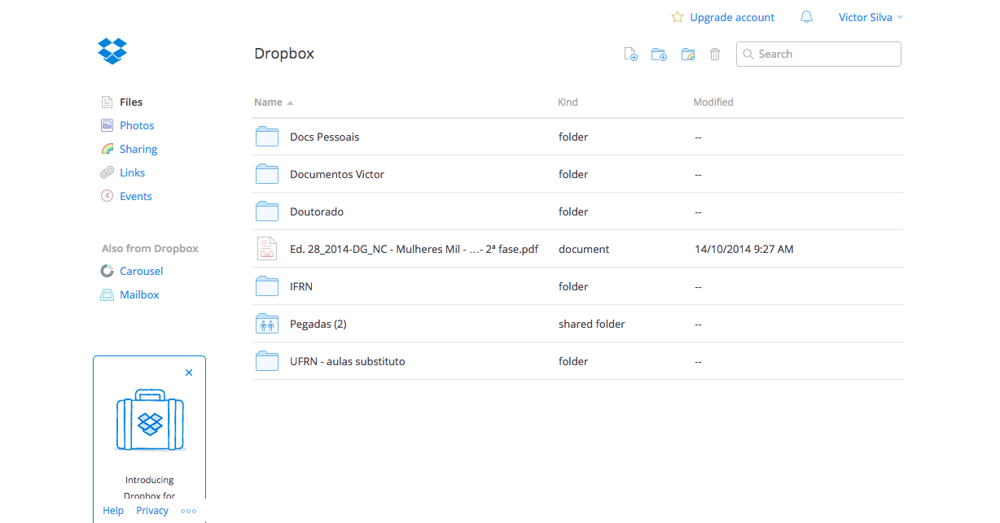 Upgrade account
Victor Silva
Dropbox
Search
Files
Photos
Sharing
Links
Events
Also from Dropbox
Carousel
Mailbox
Name Kind Modified
Docs Pessoais folder --
Documentos Victor folder --
Doutorado folder --
Ed. 28_2014-DG_NC - Mulheres Mil - ...- 2ª fase.pdf document 14/10/2014 9:27 AM
IFRN folder --
Pegadas (2) shared folder --
UFRN - aulas substituto folder --
Introducing
Dropbox for
Help Privacy